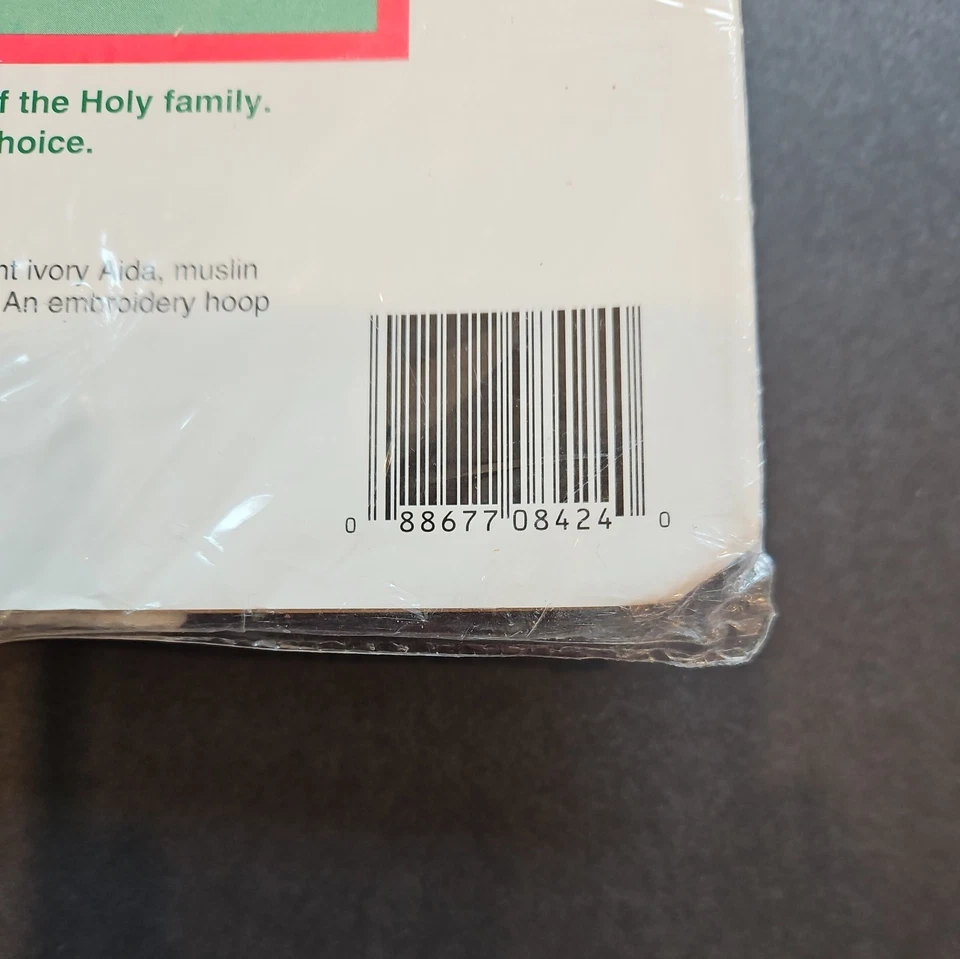 f the Holy family.
hoice.
nt ivory Aida, muslin
An embroidery hoop
0 88677 08424 0